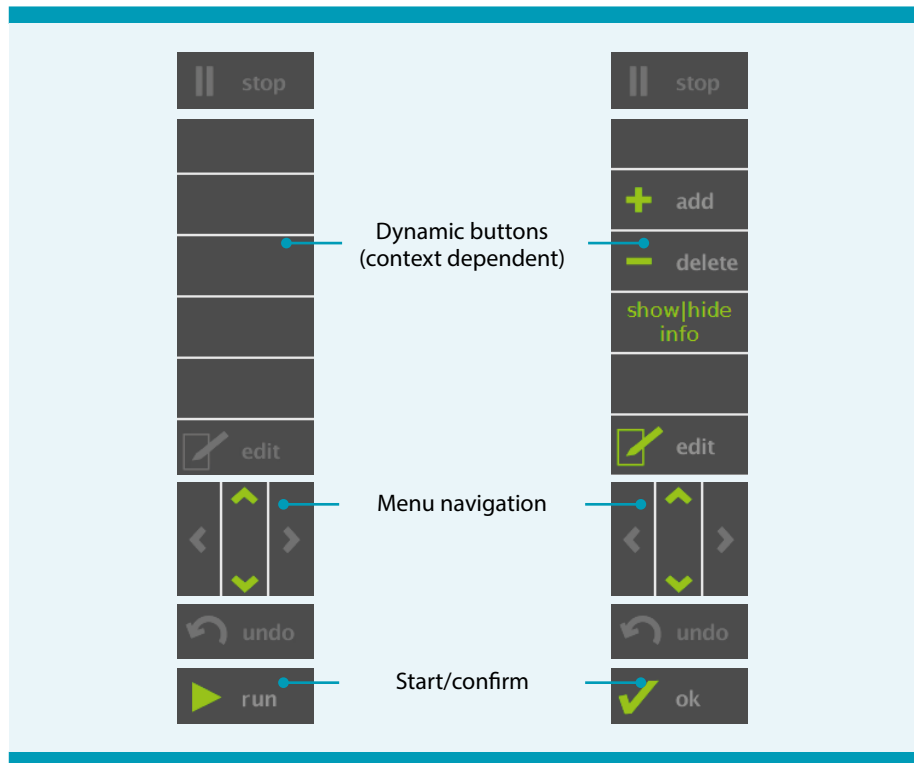 stop
stop
add
Dynamic buttons
(context dependent)
delete
show|hide
info
edit
edit
Menu navigation
undo
undo
Start/confirm
run
ok